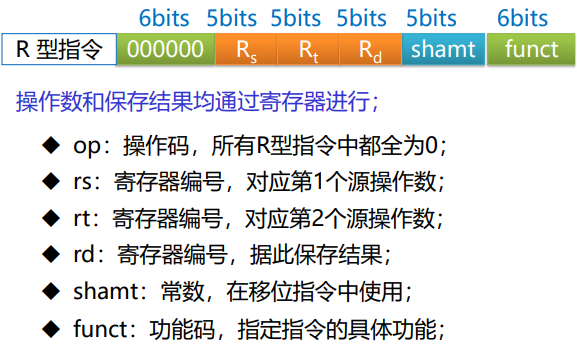 6bits 5bits 5bits 5bits 5bits 6bits
R 型指令 000000 Rs Rt Rd shamt funct
操作数和保存结果均通过寄存器进行；
◆ op：操作码，所有R型指令中都全为0；
◆ rs：寄存器编号，对应第1个源操作数；
◆ rt：寄存器编号，对应第2个源操作数；
◆ rd：寄存器编号，据此保存结果；
◆ shamt：常数，在移位指令中使用；
◆ funct：功能码，指定指令的具体功能；